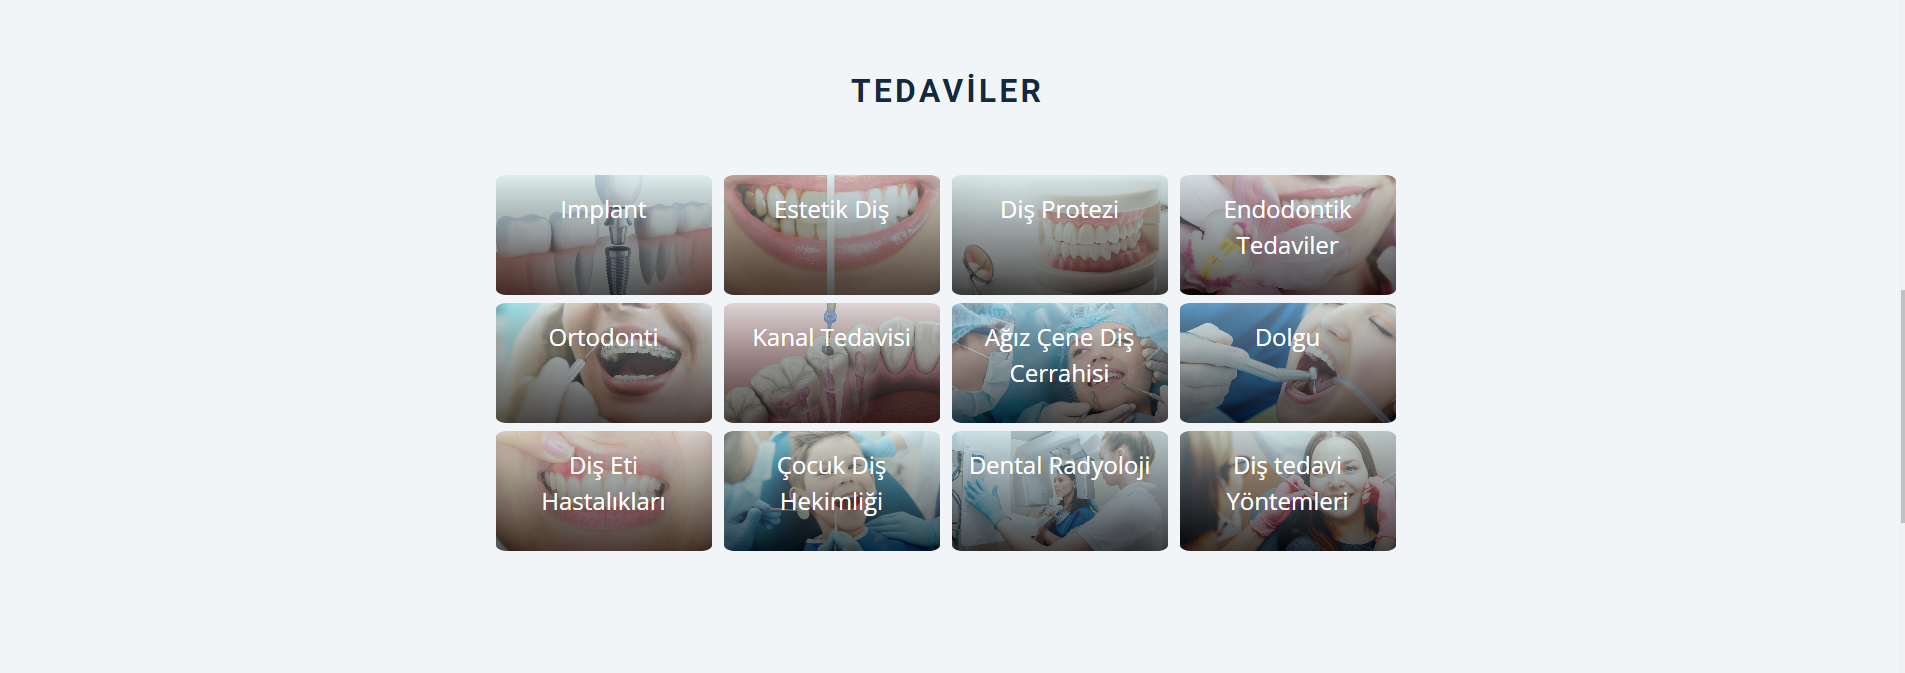 TEDAVİLER
Implant
Estetik Diş
Diş Protezi
Endodontik
Tedaviler
Ortodonti
Kanal Tedavisi
Ağız Çene Diş
Cerrahisi
Dolgu
Diş Eti
Hastalıkları
Çocuk Diş
Hekimliği
Dental Radyoloji
Diş tedavi
Yöntemleri